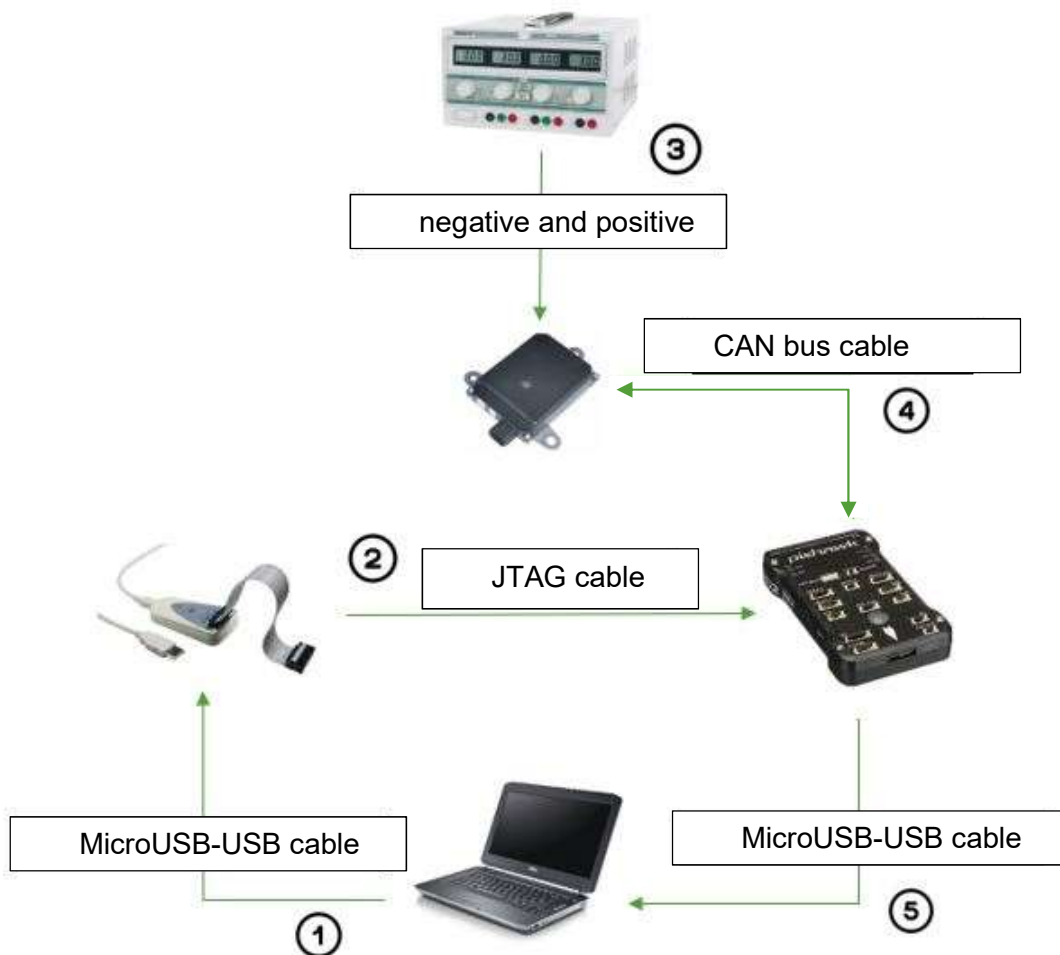 3
negative and positive
CAN bus cable
4
pixhawk
2
JTAG cable
MicroUSB-USB cable
MicroUSB-USB cable
1
5